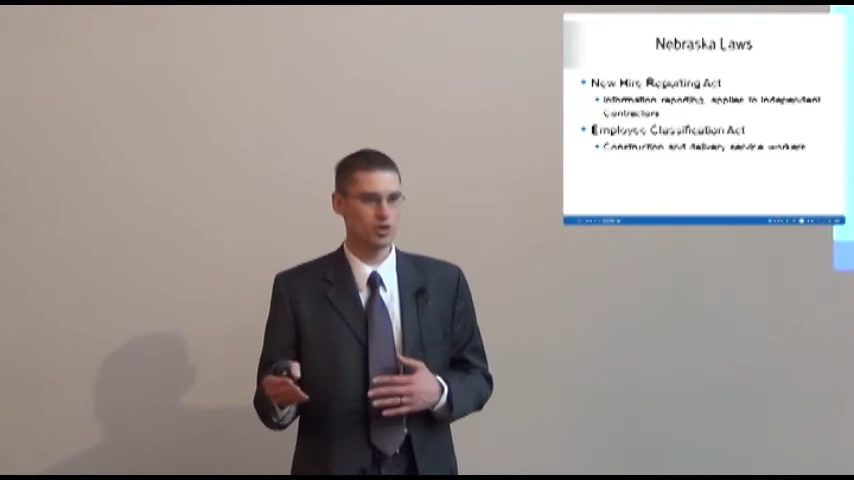 Nebraska Laws
New Hire Reporting Act
Information reporting, applies to Independent
Contractors
Employee Classification Act
Construction and delivery service workers